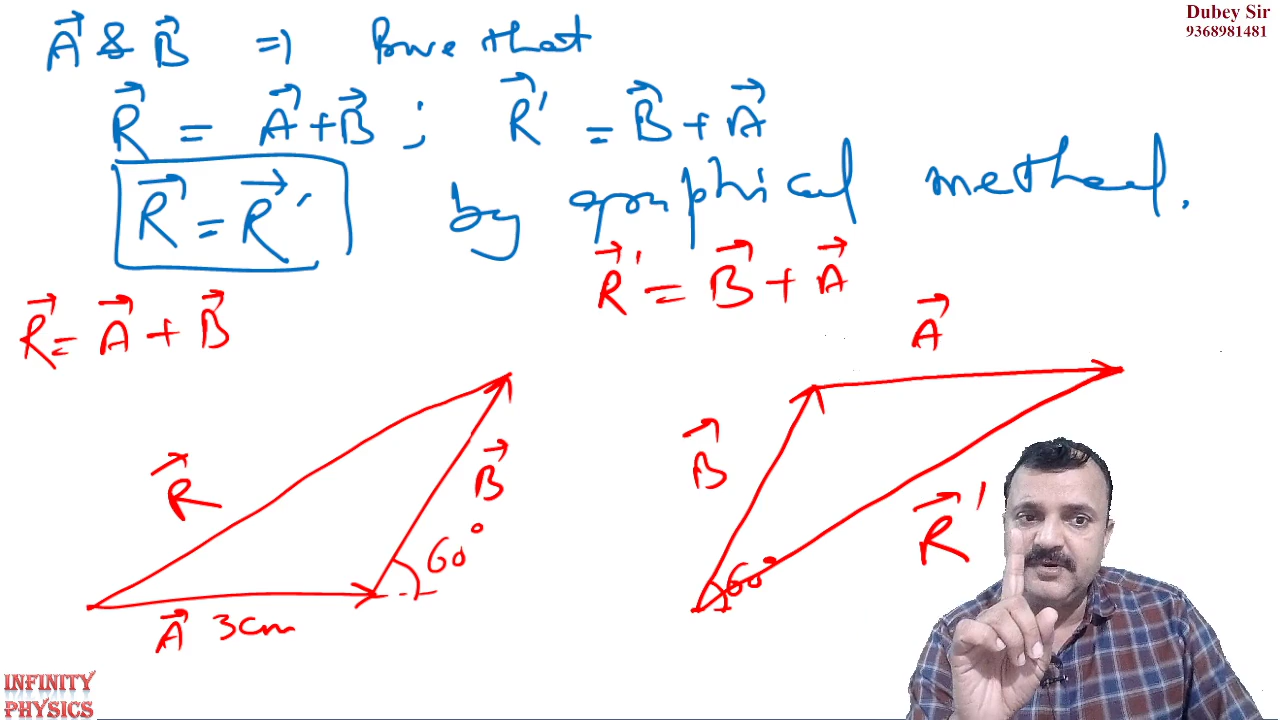 Dubey Sir
9368981481
A⃗ & B⃗ ⇒ Prove that
R⃗ = A⃗ + B⃗ ; R⃗' = B⃗ + A⃗
R⃗ = R⃗' by graphical method.
R⃗' = B⃗ + A⃗
R⃗ = A⃗ + B⃗
A⃗
R⃗
B⃗
60°
A⃗ 3cm
B⃗
R⃗'
60°
INFINITY
PHYSICS